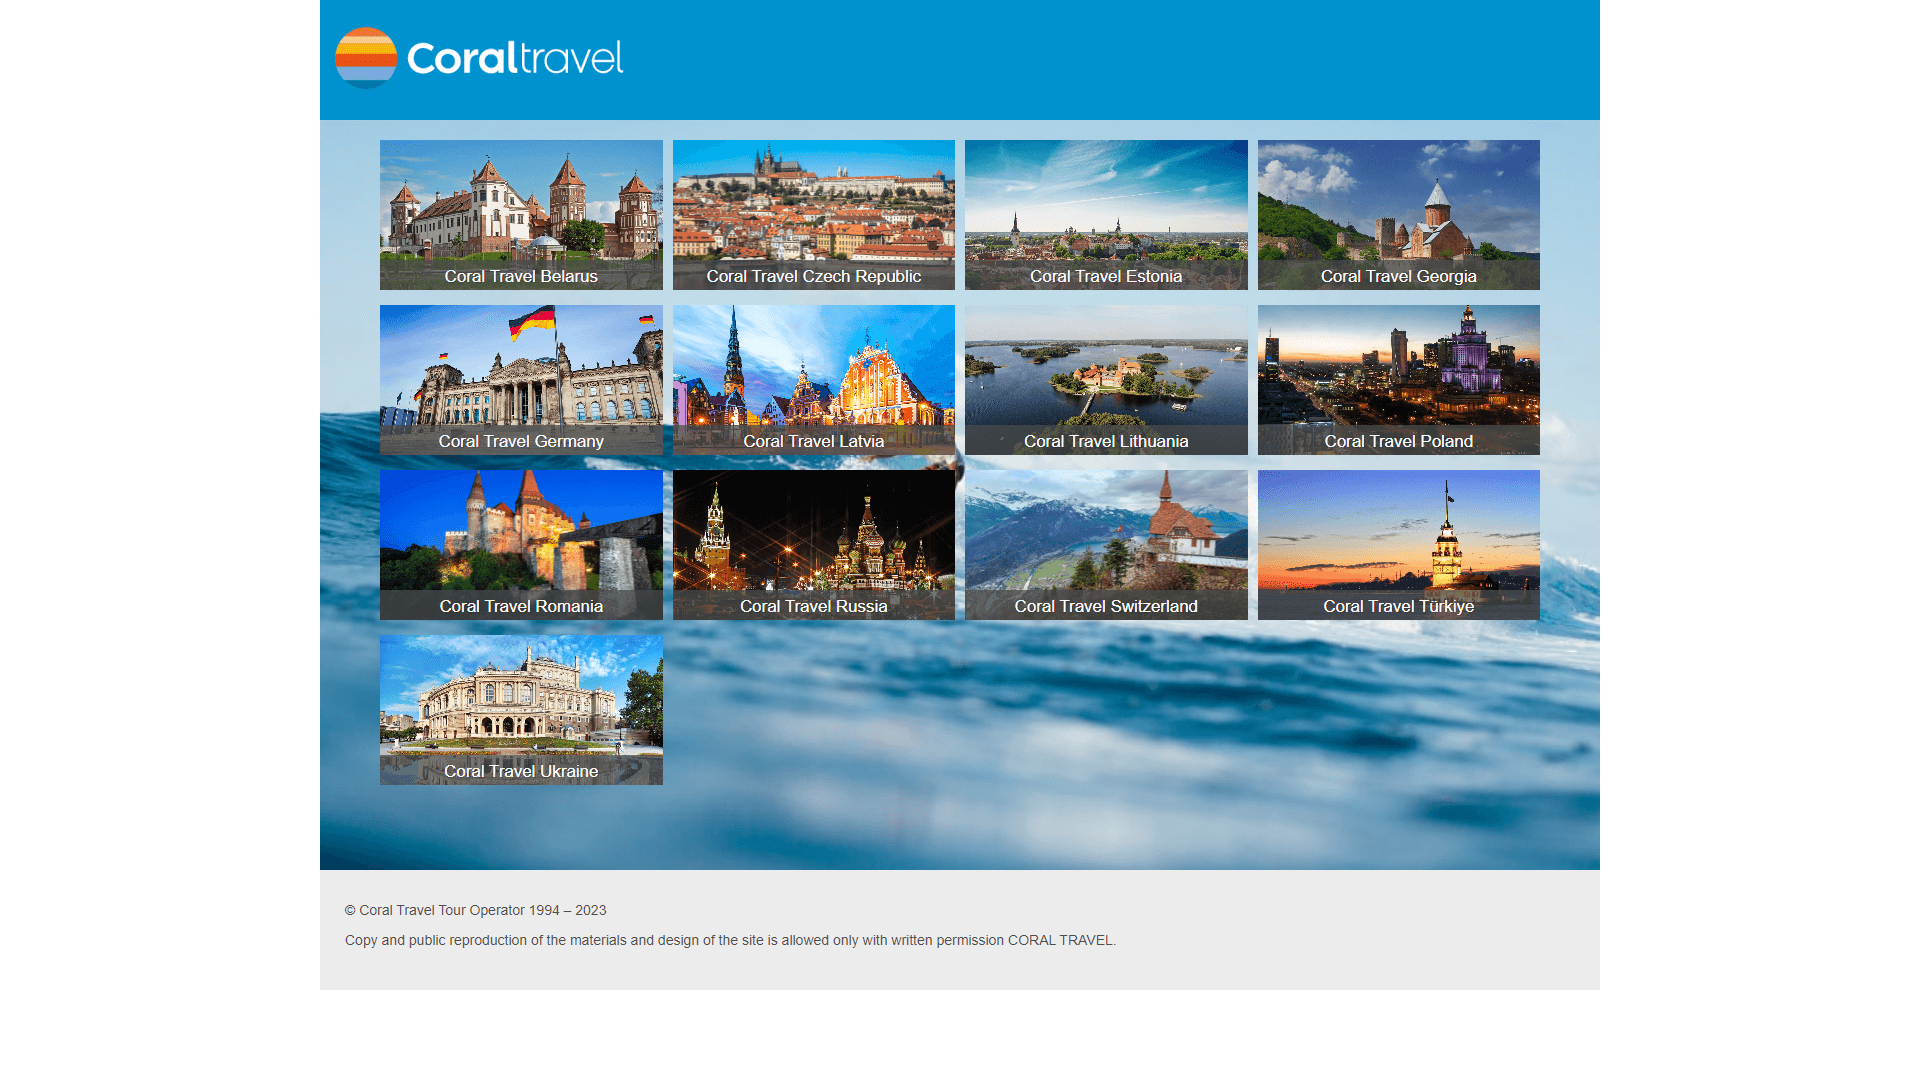 Coraltravel
Coral Travel Belarus
Coral Travel Czech Republic
Coral Travel Estonia
Coral Travel Georgia
Coral Travel Germany
Coral Travel Latvia
Coral Travel Lithuania
Coral Travel Poland
Coral Travel Romania
Coral Travel Russia
Coral Travel Switzerland
Coral Travel Türkiye
Coral Travel Ukraine
© Coral Travel Tour Operator 1994 – 2023
Copy and public reproduction of the materials and design of the site is allowed only with written permission CORAL TRAVEL.